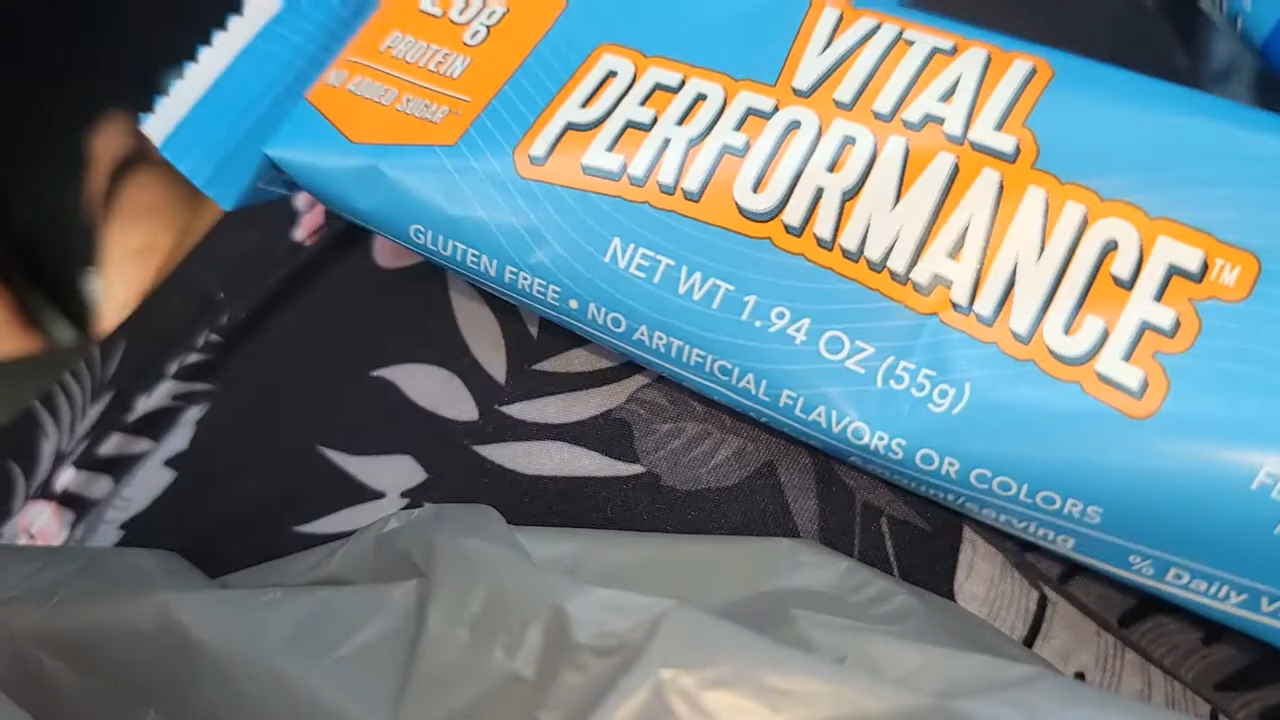 PROTEIN
NO ADDED SUGAR
VITAL
PERFORMANCE™
NET WT 1.94 OZ (55g)
GLUTEN FREE • NO ARTIFICIAL FLAVORS OR COLORS
Amount/serving
% Daily